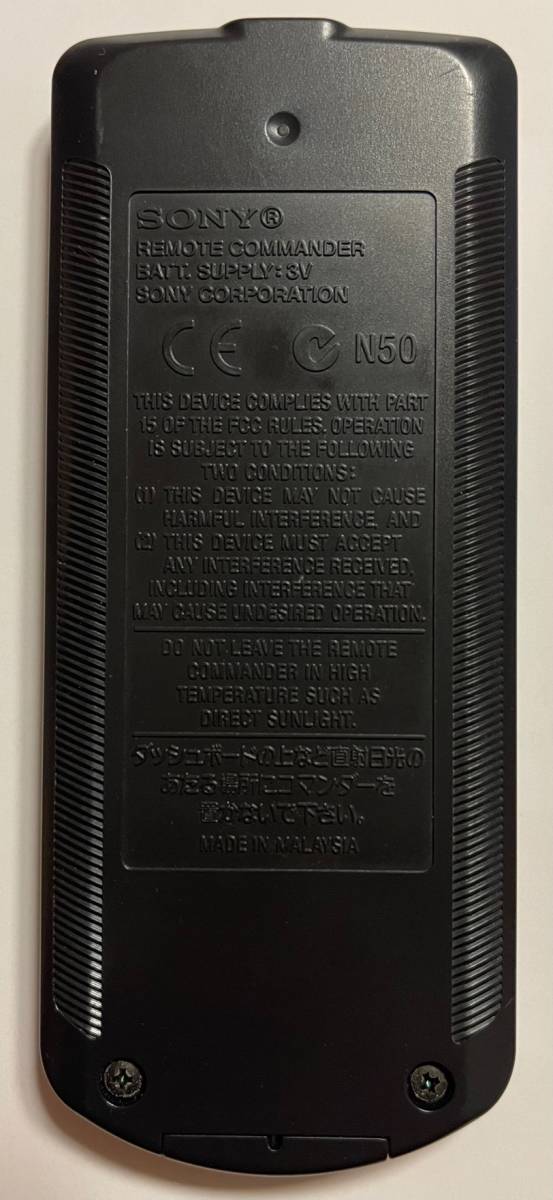 SONY®
REMOTE COMMANDER
BATT. SUPPLY: 3V
SONY CORPORATION
CE N50
THIS DEVICE COMPLIES WITH PART
15 OF THE FCC RULES. OPERATION
IS SUBJECT TO THE FOLLOWING
TWO CONDITIONS:
(1) THIS DEVICE MAY NOT CAUSE
HARMFUL INTERFERENCE, AND
(2) THIS DEVICE MUST ACCEPT
ANY INTERFERENCE RECEIVED,
INCLUDING INTERFERENCE THAT
MAY CAUSE UNDESIRED OPERATION.
DO NOT LEAVE THE REMOTE
COMMANDER IN HIGH
TEMPERATURE SUCH AS
DIRECT SUNLIGHT.
ダッシュボードの上など直射日光の
あたる場所にコマンダーを
置かないで下さい。
MADE IN MALAYSIA